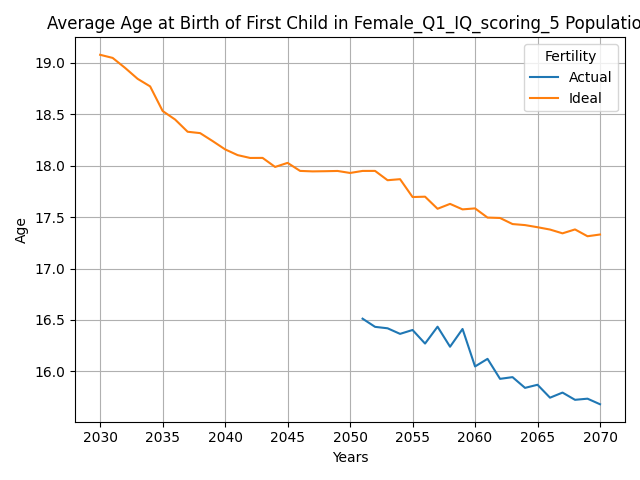 Average Age at Birth of First Child in Female_Q1_IQ_scoring_5 Populatio
Fertility
Actual
Ideal
19.0
18.5
18.0
17.5
17.0
16.5
16.0
Age
2030 2035 2040 2045 2050 2055 2060 2065 2070
Years